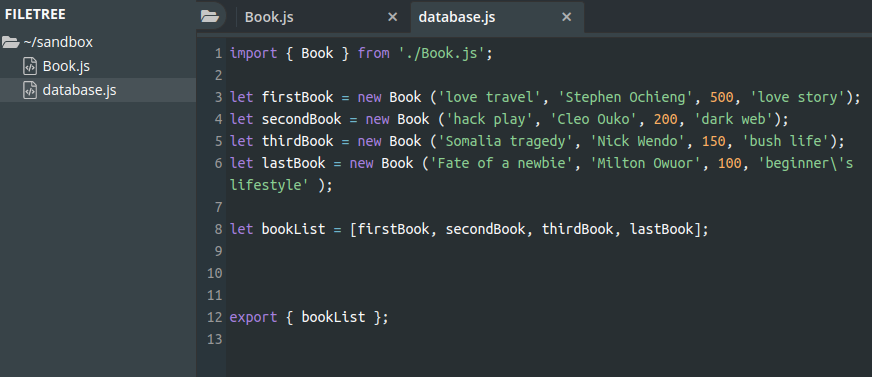 FILETREE
~/sandbox
Book.js
database.js
Book.js × database.js ×
1 import { Book } from './Book.js';
2
3 let firstBook = new Book ('love travel', 'Stephen Ochieng', 500, 'love story');
4 let secondBook = new Book ('hack play', 'Cleo Ouko', 200, 'dark web');
5 let thirdBook = new Book ('Somalia tragedy', 'Nick Wendo', 150, 'bush life');
6 let lastBook = new Book ('Fate of a newbie', 'Milton Owuor', 100, 'beginner\'s
lifestyle' );
7
8 let bookList = [firstBook, secondBook, thirdBook, lastBook];
9
10
11
12 export { bookList };
13